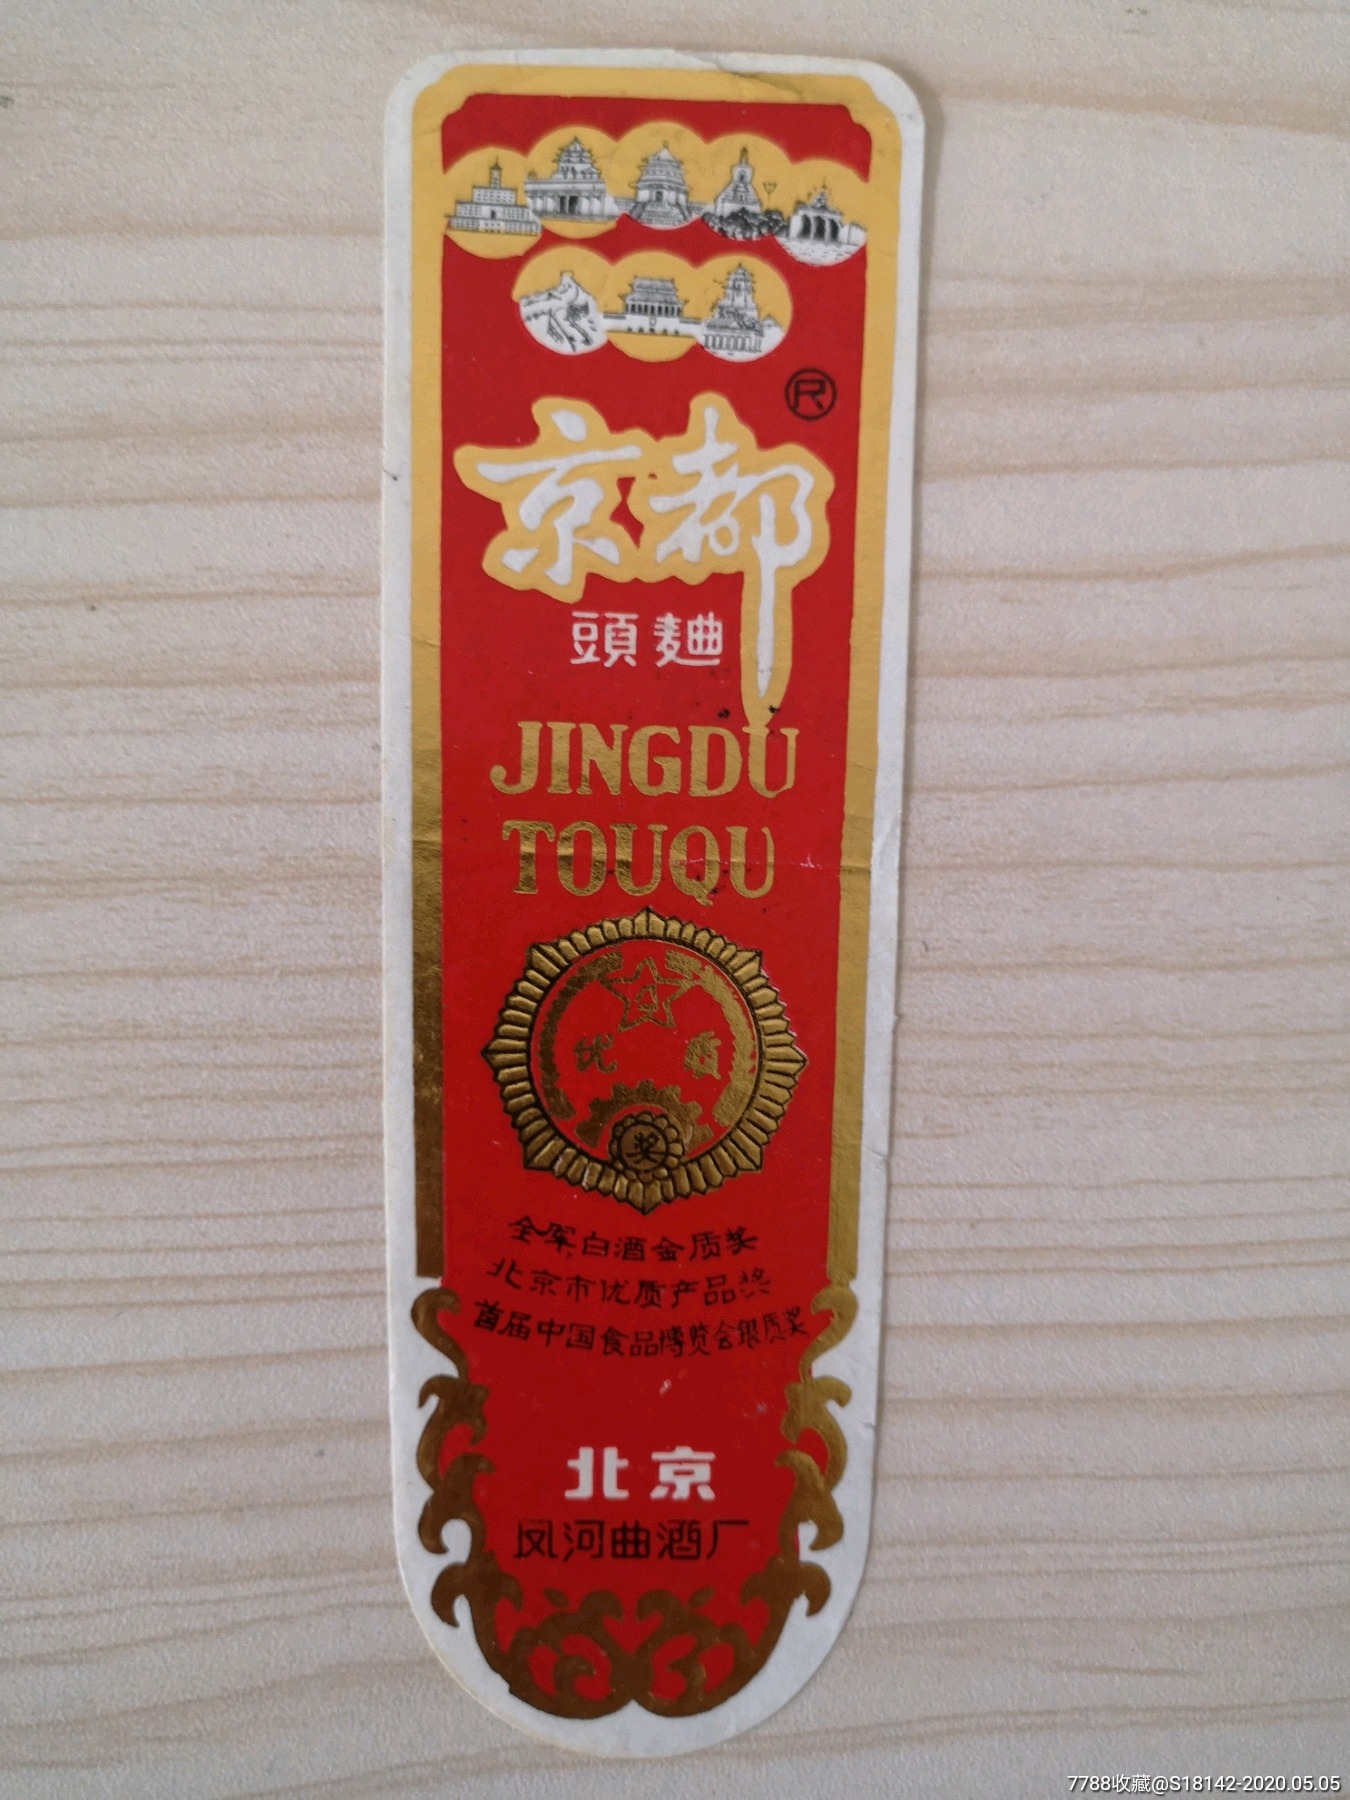 ®
京都
頭麯
JINGDU
TOUQU
优质
奖
全军白酒金质奖
北京市优质产品奖
首届中国食品博览会银质奖
北京
凤河曲酒厂
7788收藏@S18142-2020.05.05